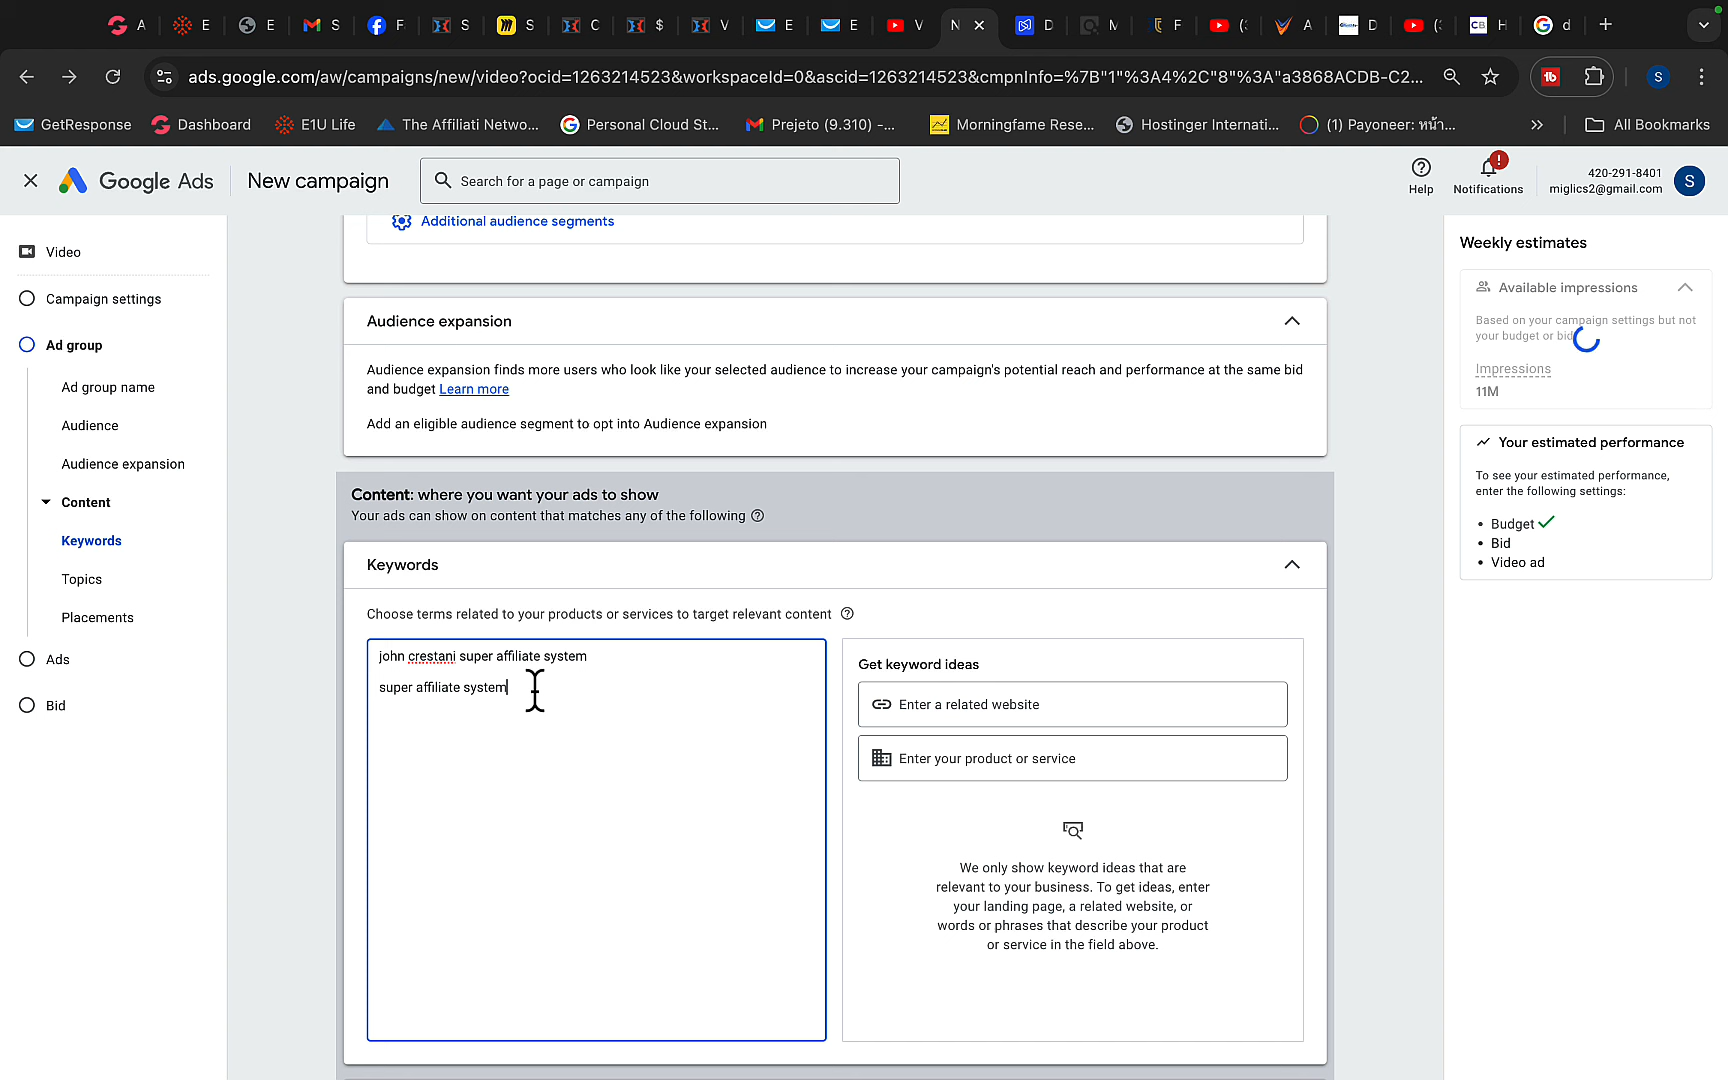 A E E S F S S C $ V E E V N D M F ( A D ( H d
ads.google.com/aw/campaigns/new/video?ocid=1263214523&workspaceId=0&ascid=1263214523&cmpnInfo=%7B"1"%3A4%2C"8"%3A"a3868ACDB-C2...
S
GetResponse Dashboard E1U Life The Affiliati Netwo... Personal Cloud St... Prejeto (9.310) -... Morningfame Rese... Hostinger Internati... (1) Payoneer: หน้า... All Bookmarks
Google Ads New campaign Search for a page or campaign
Help Notifications
420-291-8401
miglics2@gmail.com
S
Video
Campaign settings
Ad group
Ad group name
Audience
Audience expansion
Content
Keywords
Topics
Placements
Ads
Bid
Additional audience segments
Audience expansion
Audience expansion finds more users who look like your selected audience to increase your campaign's potential reach and performance at the same bid
and budget Learn more
Add an eligible audience segment to opt into Audience expansion
Content: where you want your ads to show
Your ads can show on content that matches any of the following
Keywords
Choose terms related to your products or services to target relevant content
john crestani super affiliate system
super affiliate system
Get keyword ideas
Enter a related website
Enter your product or service
We only show keyword ideas that are
relevant to your business. To get ideas, enter
your landing page, a related website, or
words or phrases that describe your product
or service in the field above.
Weekly estimates
Available impressions
Based on your campaign settings but not
your budget or bid
Impressions
11M
Your estimated performance
To see your estimated performance,
enter the following settings:
• Budget
• Bid
• Video ad